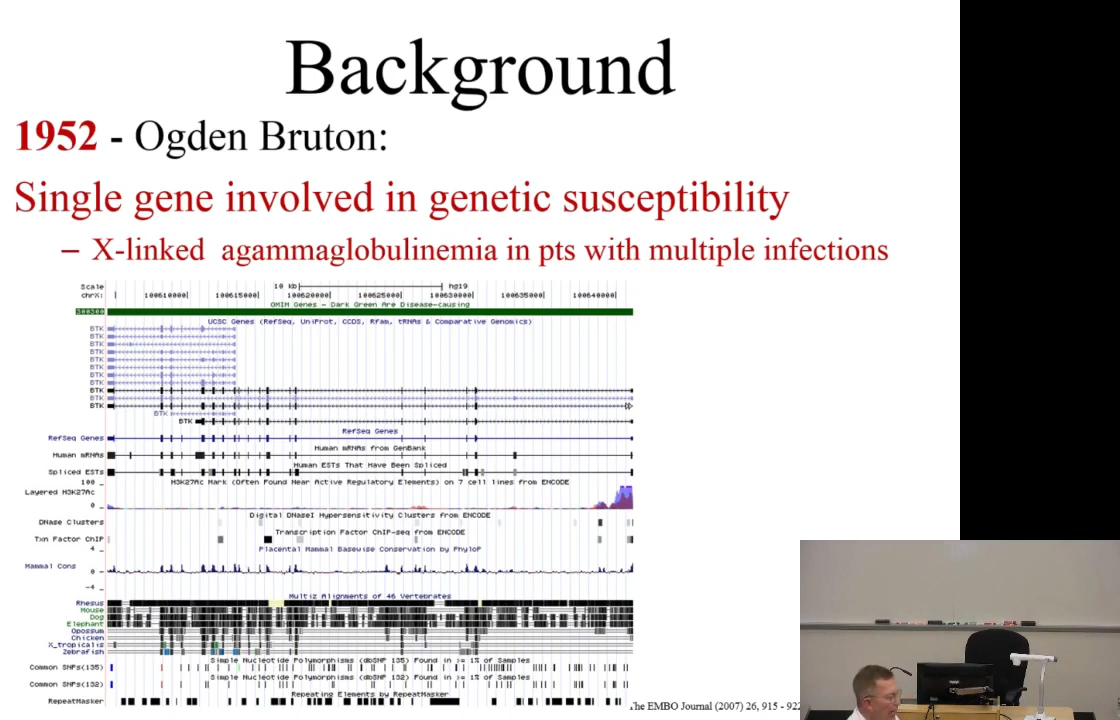 Background
1952 - Ogden Bruton:
Single gene involved in genetic susceptibility
– X-linked agammaglobulinemia in pts with multiple infections
Scale 10 kb hg19
chrX: 100610000 100615000 100620000 100625000 100630000 100635000 100640000
OMIM Genes - Dark Green Are Disease-causing
300300
UCSC Genes (RefSeq, UniProt, CCDS, Rfam, tRNAs & Comparative Genomics)
BTK
BTK
BTK
BTK
BTK
BTK
BTK
BTK
BTK
BTK
BTK
BTK
BTK
RefSeq Genes
RefSeq Genes
Human mRNAs from GenBank
Human mRNAs
Human ESTs That Have Been Spliced
Spliced ESTs
H3K27Ac Mark (Often Found Near Active Regulatory Elements) on 7 cell lines from ENCODE
100 _
Layered H3K27Ac
0 _
Digital DNaseI Hypersensitivity Clusters from ENCODE
DNase Clusters
Transcription Factor ChIP-seq from ENCODE
Txn Factor ChIP
4 _
Placental Mammal Basewise Conservation by PhyloP
Mammal Cons
0 _
-4 _
Multiz Alignments of 46 Vertebrates
Rhesus
Mouse
Dog
Elephant
Opossum
Chicken
X_tropicalis
Zebrafish
Simple Nucleotide Polymorphisms (dbSNP 135) Found in >= 1% of Samples
Common SNPs(135)
Simple Nucleotide Polymorphisms (dbSNP 132) Found in >= 1% of Samples
Common SNPs(132)
Repeating Elements by RepeatMasker
RepeatMasker
The EMBO Journal (2007) 26, 915 - 922